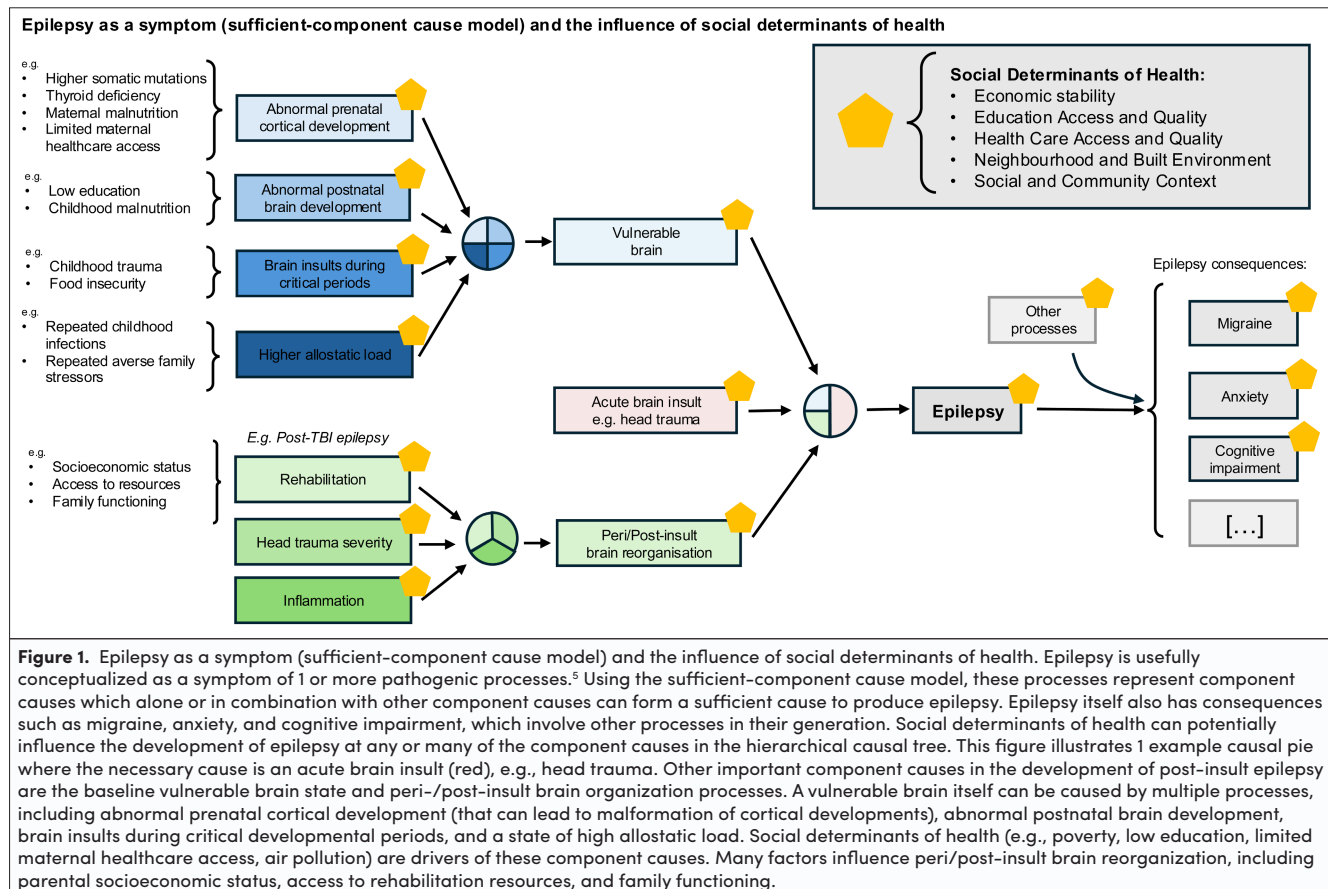 Epilepsy as a symptom (sufficient-component cause model) and the influence of social determinants of health
e.g.
• Higher somatic mutations
• Thyroid deficiency
• Maternal malnutrition
• Limited maternal
healthcare access
Abnormal prenatal
cortical development
Social Determinants of Health:
• Economic stability
• Education Access and Quality
• Health Care Access and Quality
• Neighbourhood and Built Environment
• Social and Community Context
e.g.
• Low education
• Childhood malnutrition
Abnormal postnatal
brain development
Vulnerable
brain
e.g.
• Childhood trauma
• Food insecurity
Brain insults during
critical periods
e.g.
• Repeated childhood
infections
• Repeated averse family
stressors
Higher allostatic load
Acute brain insult
e.g. head trauma
Epilepsy
Other
processes
Epilepsy consequences:
Migraine
Anxiety
Cognitive
impairment
[...]
E.g. Post-TBI epilepsy
e.g.
• Socioeconomic status
• Access to resources
• Family functioning
Rehabilitation
Head trauma severity
Inflammation
Peri/Post-insult
brain reorganisation
Figure 1. Epilepsy as a symptom (sufficient-component cause model) and the influence of social determinants of health. Epilepsy is usefully
conceptualized as a symptom of 1 or more pathogenic processes.5 Using the sufficient-component cause model, these processes represent component
causes which alone or in combination with other component causes can form a sufficient cause to produce epilepsy. Epilepsy itself also has consequences
such as migraine, anxiety, and cognitive impairment, which involve other processes in their generation. Social determinants of health can potentially
influence the development of epilepsy at any or many of the component causes in the hierarchical causal tree. This figure illustrates 1 example causal pie
where the necessary cause is an acute brain insult (red), e.g., head trauma. Other important component causes in the development of post-insult epilepsy
are the baseline vulnerable brain state and peri-/post-insult brain organization processes. A vulnerable brain itself can be caused by multiple processes,
including abnormal prenatal cortical development (that can lead to malformation of cortical developments), abnormal postnatal brain development,
brain insults during critical developmental periods, and a state of high allostatic load. Social determinants of health (e.g., poverty, low education, limited
maternal healthcare access, air pollution) are drivers of these component causes. Many factors influence peri/post-insult brain reorganization, including
parental socioeconomic status, access to rehabilitation resources, and family functioning.